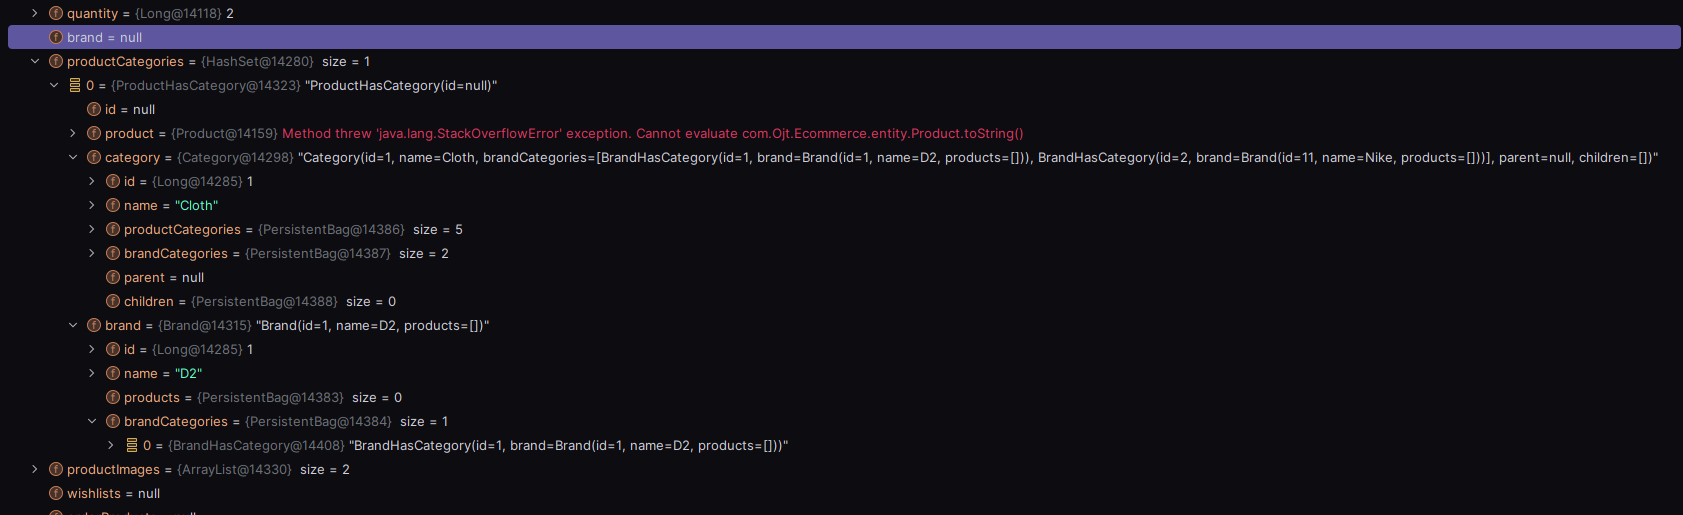 quantity = {Long@14118} 2
brand = null
productCategories = {HashSet@14280} size = 1
0 = {ProductHasCategory@14323} "ProductHasCategory(id=null)"
id = null
product = {Product@14159} Method threw 'java.lang.StackOverflowError' exception. Cannot evaluate com.Ojt.Ecommerce.entity.Product.toString()
category = {Category@14298} "Category(id=1, name=Cloth, brandCategories=[BrandHasCategory(id=1, brand=Brand(id=1, name=D2, products=[])), BrandHasCategory(id=2, brand=Brand(id=11, name=Nike, products=[]))], parent=null, children=[])"
id = {Long@14285} 1
name = "Cloth"
productCategories = {PersistentBag@14386} size = 5
brandCategories = {PersistentBag@14387} size = 2
parent = null
children = {PersistentBag@14388} size = 0
brand = {Brand@14315} "Brand(id=1, name=D2, products=[])"
id = {Long@14285} 1
name = "D2"
products = {PersistentBag@14383} size = 0
brandCategories = {PersistentBag@14384} size = 1
0 = {BrandHasCategory@14408} "BrandHasCategory(id=1, brand=Brand(id=1, name=D2, products=[]))"
productImages = {ArrayList@14330} size = 2
wishlists = null